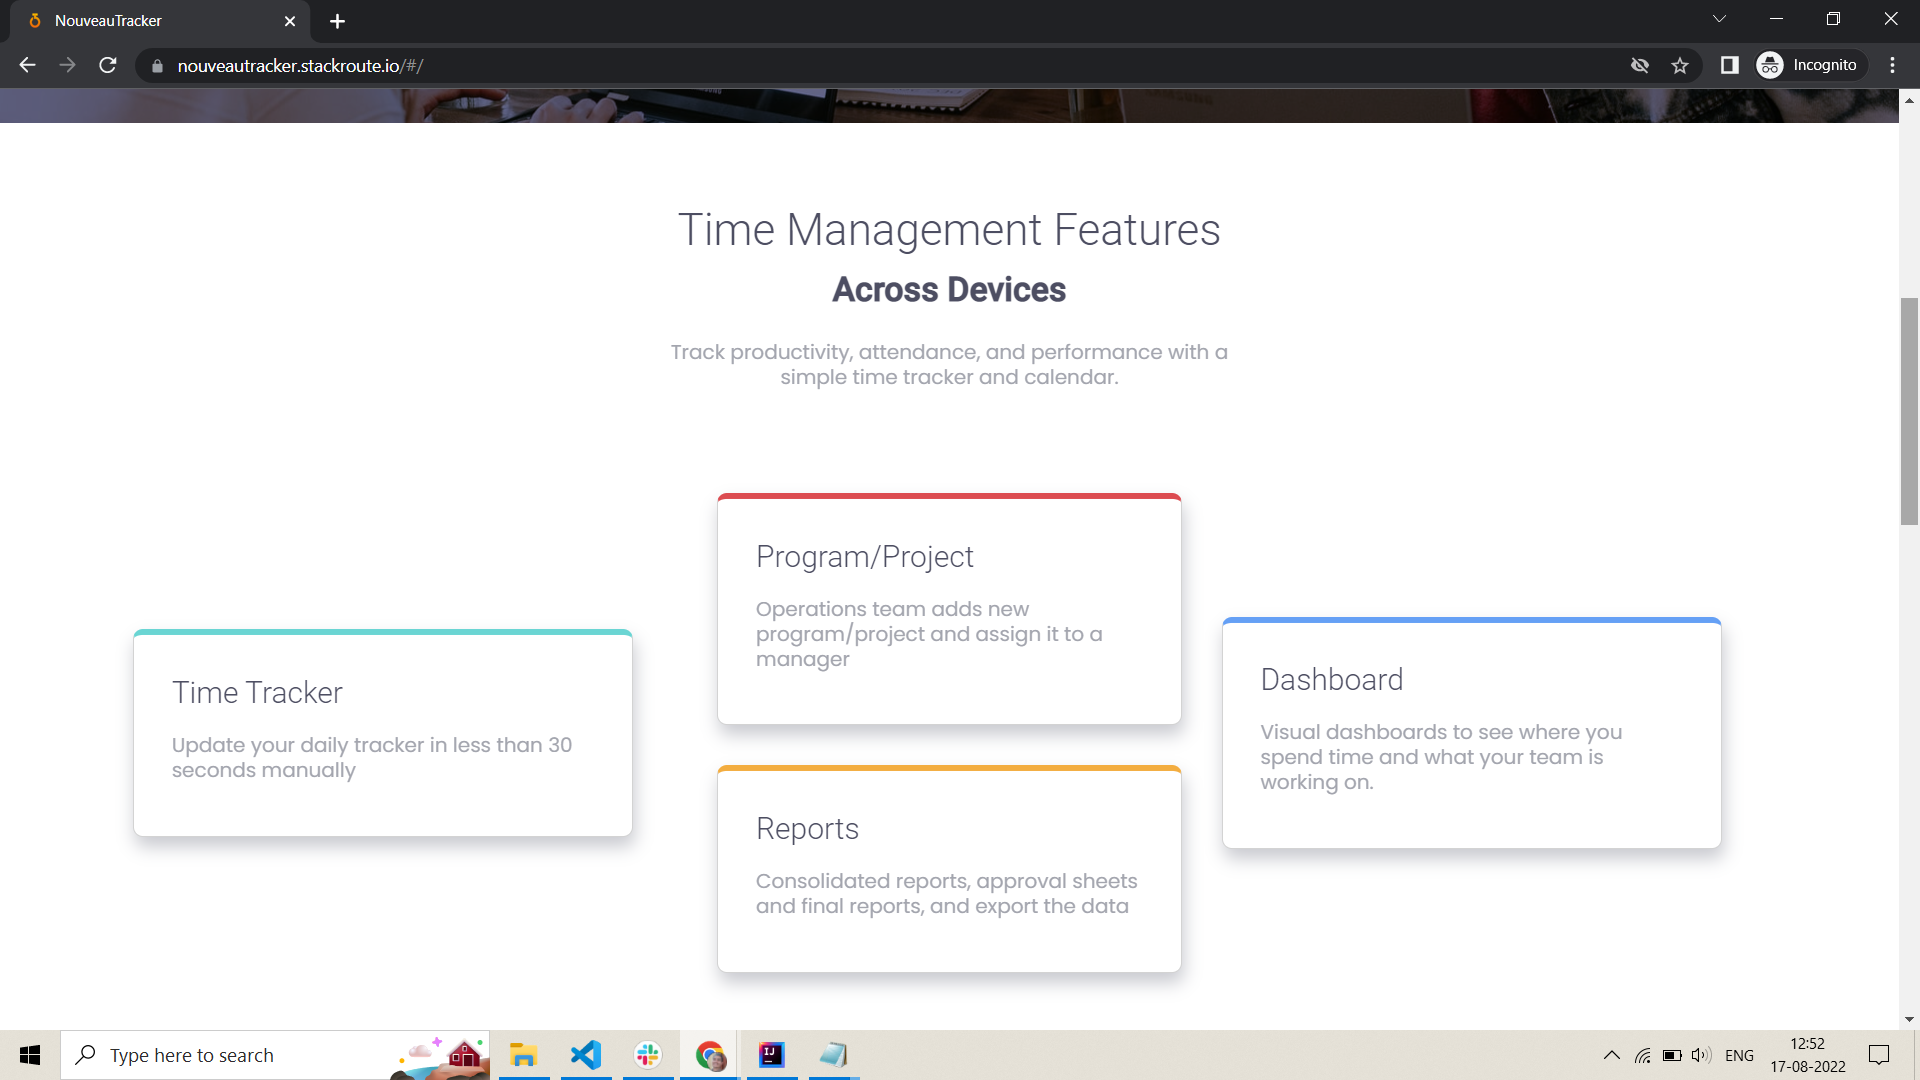 NouveauTracker
nouveautracker.stackroute.io/#/
Incognito
Time Management Features
Across Devices
Track productivity, attendance, and performance with a
simple time tracker and calendar.
Program/Project
Operations team adds new
program/project and assign it to a
manager
Time Tracker
Update your daily tracker in less than 30
seconds manually
Dashboard
Visual dashboards to see where you
spend time and what your team is
working on.
Reports
Consolidated reports, approval sheets
and final reports, and export the data
Type here to search
IJ
ENG
12:52
17-08-2022